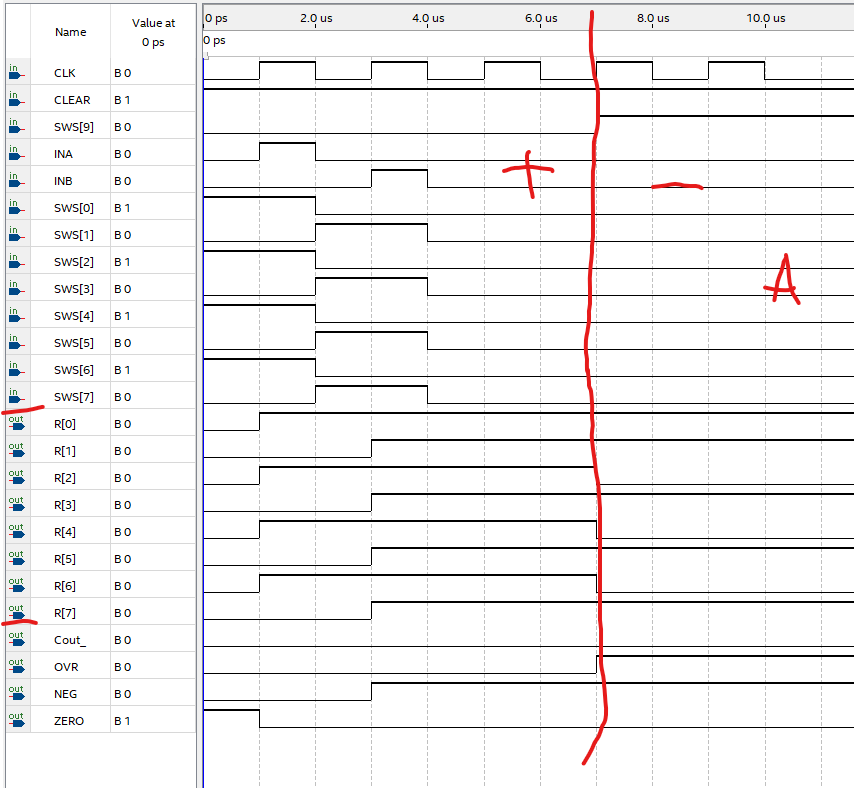 Name Value at 0 ps
0 ps 2.0 us 4.0 us 6.0 us 8.0 us 10.0 us
0 ps
in CLK B 0
in CLEAR B 1
in SWS[9] B 0
in INA B 0
in INB B 0
in SWS[0] B 1
in SWS[1] B 0
in SWS[2] B 1
in SWS[3] B 0
in SWS[4] B 1
in SWS[5] B 0
in SWS[6] B 1
in SWS[7] B 0
out R[0] B 0
out R[1] B 0
out R[2] B 0
out R[3] B 0
out R[4] B 0
out R[5] B 0
out R[6] B 0
out R[7] B 0
out Cout_ B 0
out OVR B 0
out NEG B 0
out ZERO B 1
+ −
A